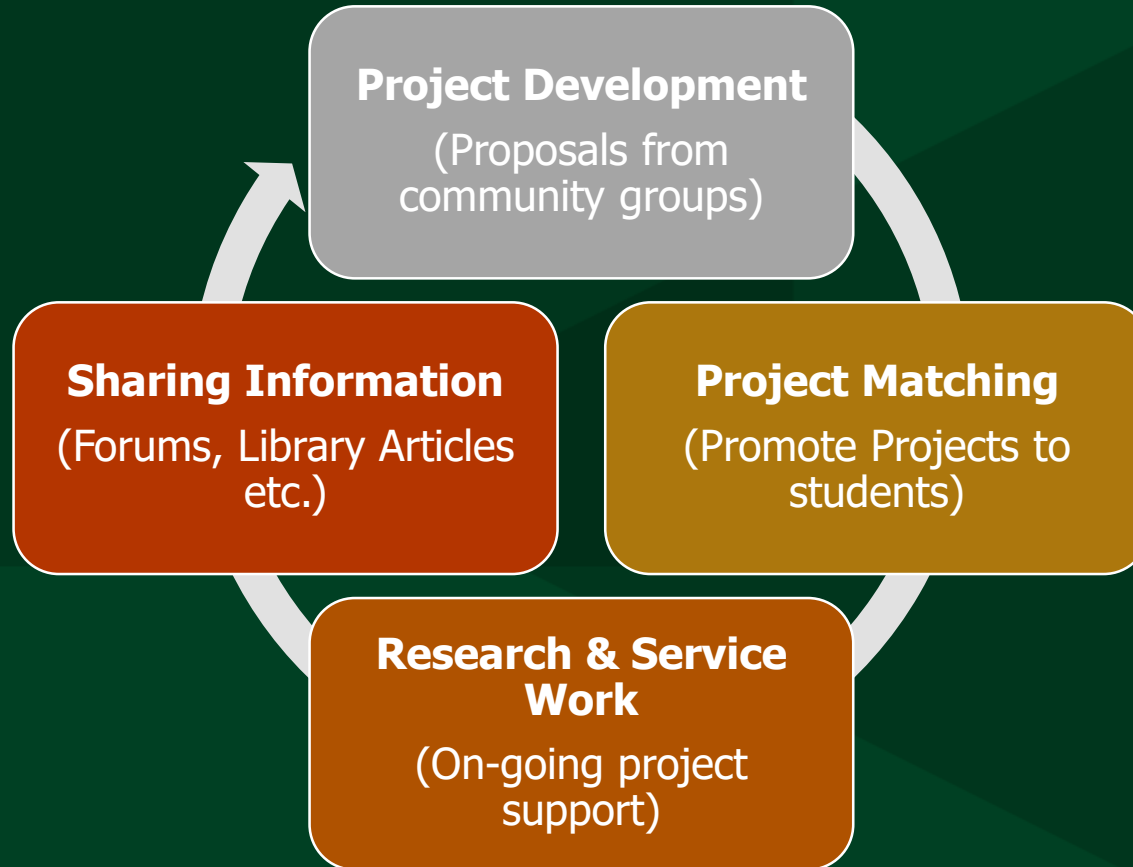 Project Development
(Proposals from
community groups)
Project Matching
(Promote Projects to
students)
Research & Service
Work
(On-going project
support)
Sharing Information
(Forums, Library Articles
etc.)